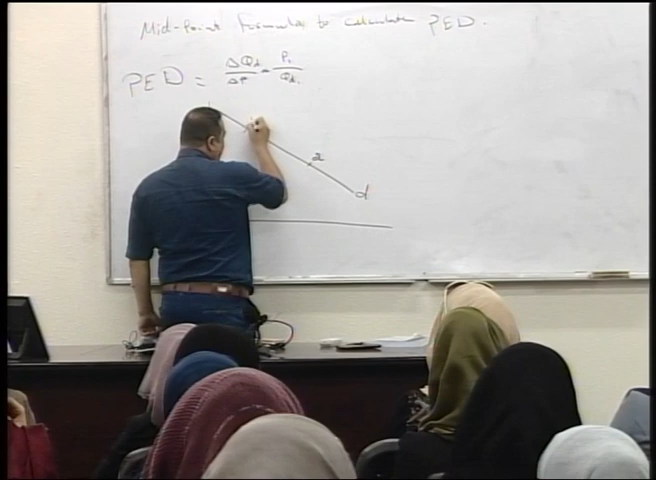 Mid-Point formula to calculate PED.
PED = ΔQd/ΔP - P1/Qd1
a
d